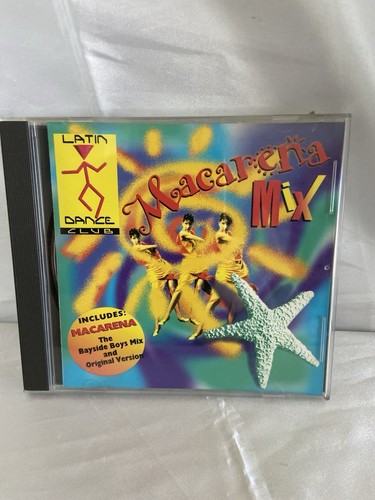 LATIN
DANCE
CLUB
Macarena
Mix
INCLUDES:
MACARENA
The
Bayside Boys Mix
and
Original Version